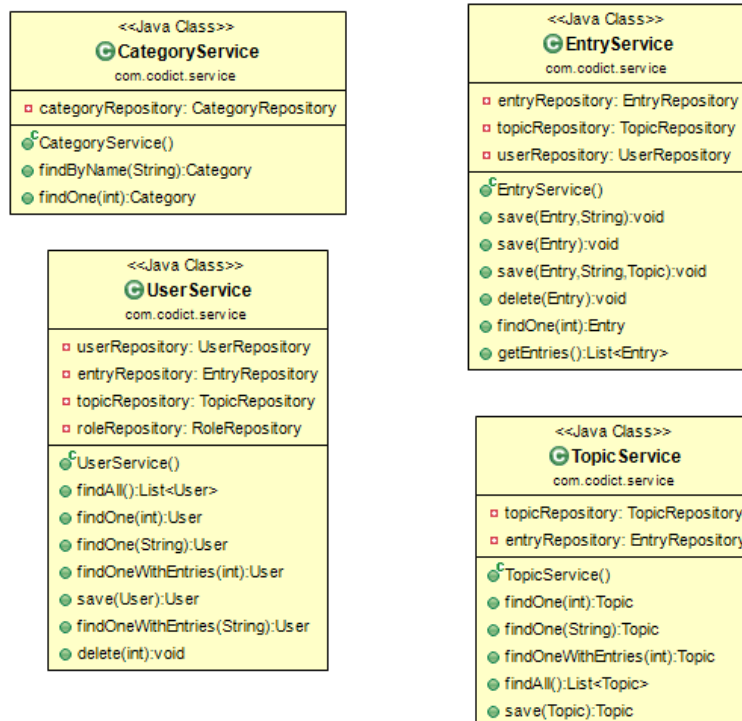 <<Java Class>>
CategoryService
com.codict.service
categoryRepository: CategoryRepository
CategoryService()
findByName(String):Category
findOne(int):Category
<<Java Class>>
UserService
com.codict.service
userRepository: UserRepository
entryRepository: EntryRepository
topicRepository: TopicRepository
roleRepository: RoleRepository
UserService()
findAll():List<User>
findOne(int):User
findOne(String):User
findOneWithEntries(int):User
save(User):User
findOneWithEntries(String):User
delete(int):void
<<Java Class>>
EntryService
com.codict.service
entryRepository: EntryRepository
topicRepository: TopicRepository
userRepository: UserRepository
EntryService()
save(Entry,String):void
save(Entry):void
save(Entry,String,Topic):void
delete(Entry):void
findOne(int):Entry
getEntries():List<Entry>
<<Java Class>>
TopicService
com.codict.service
topicRepository: TopicRepository
entryRepository: EntryRepository
TopicService()
findOne(int):Topic
findOne(String):Topic
findOneWithEntries(int):Topic
findAll():List<Topic>
save(Topic):Topic